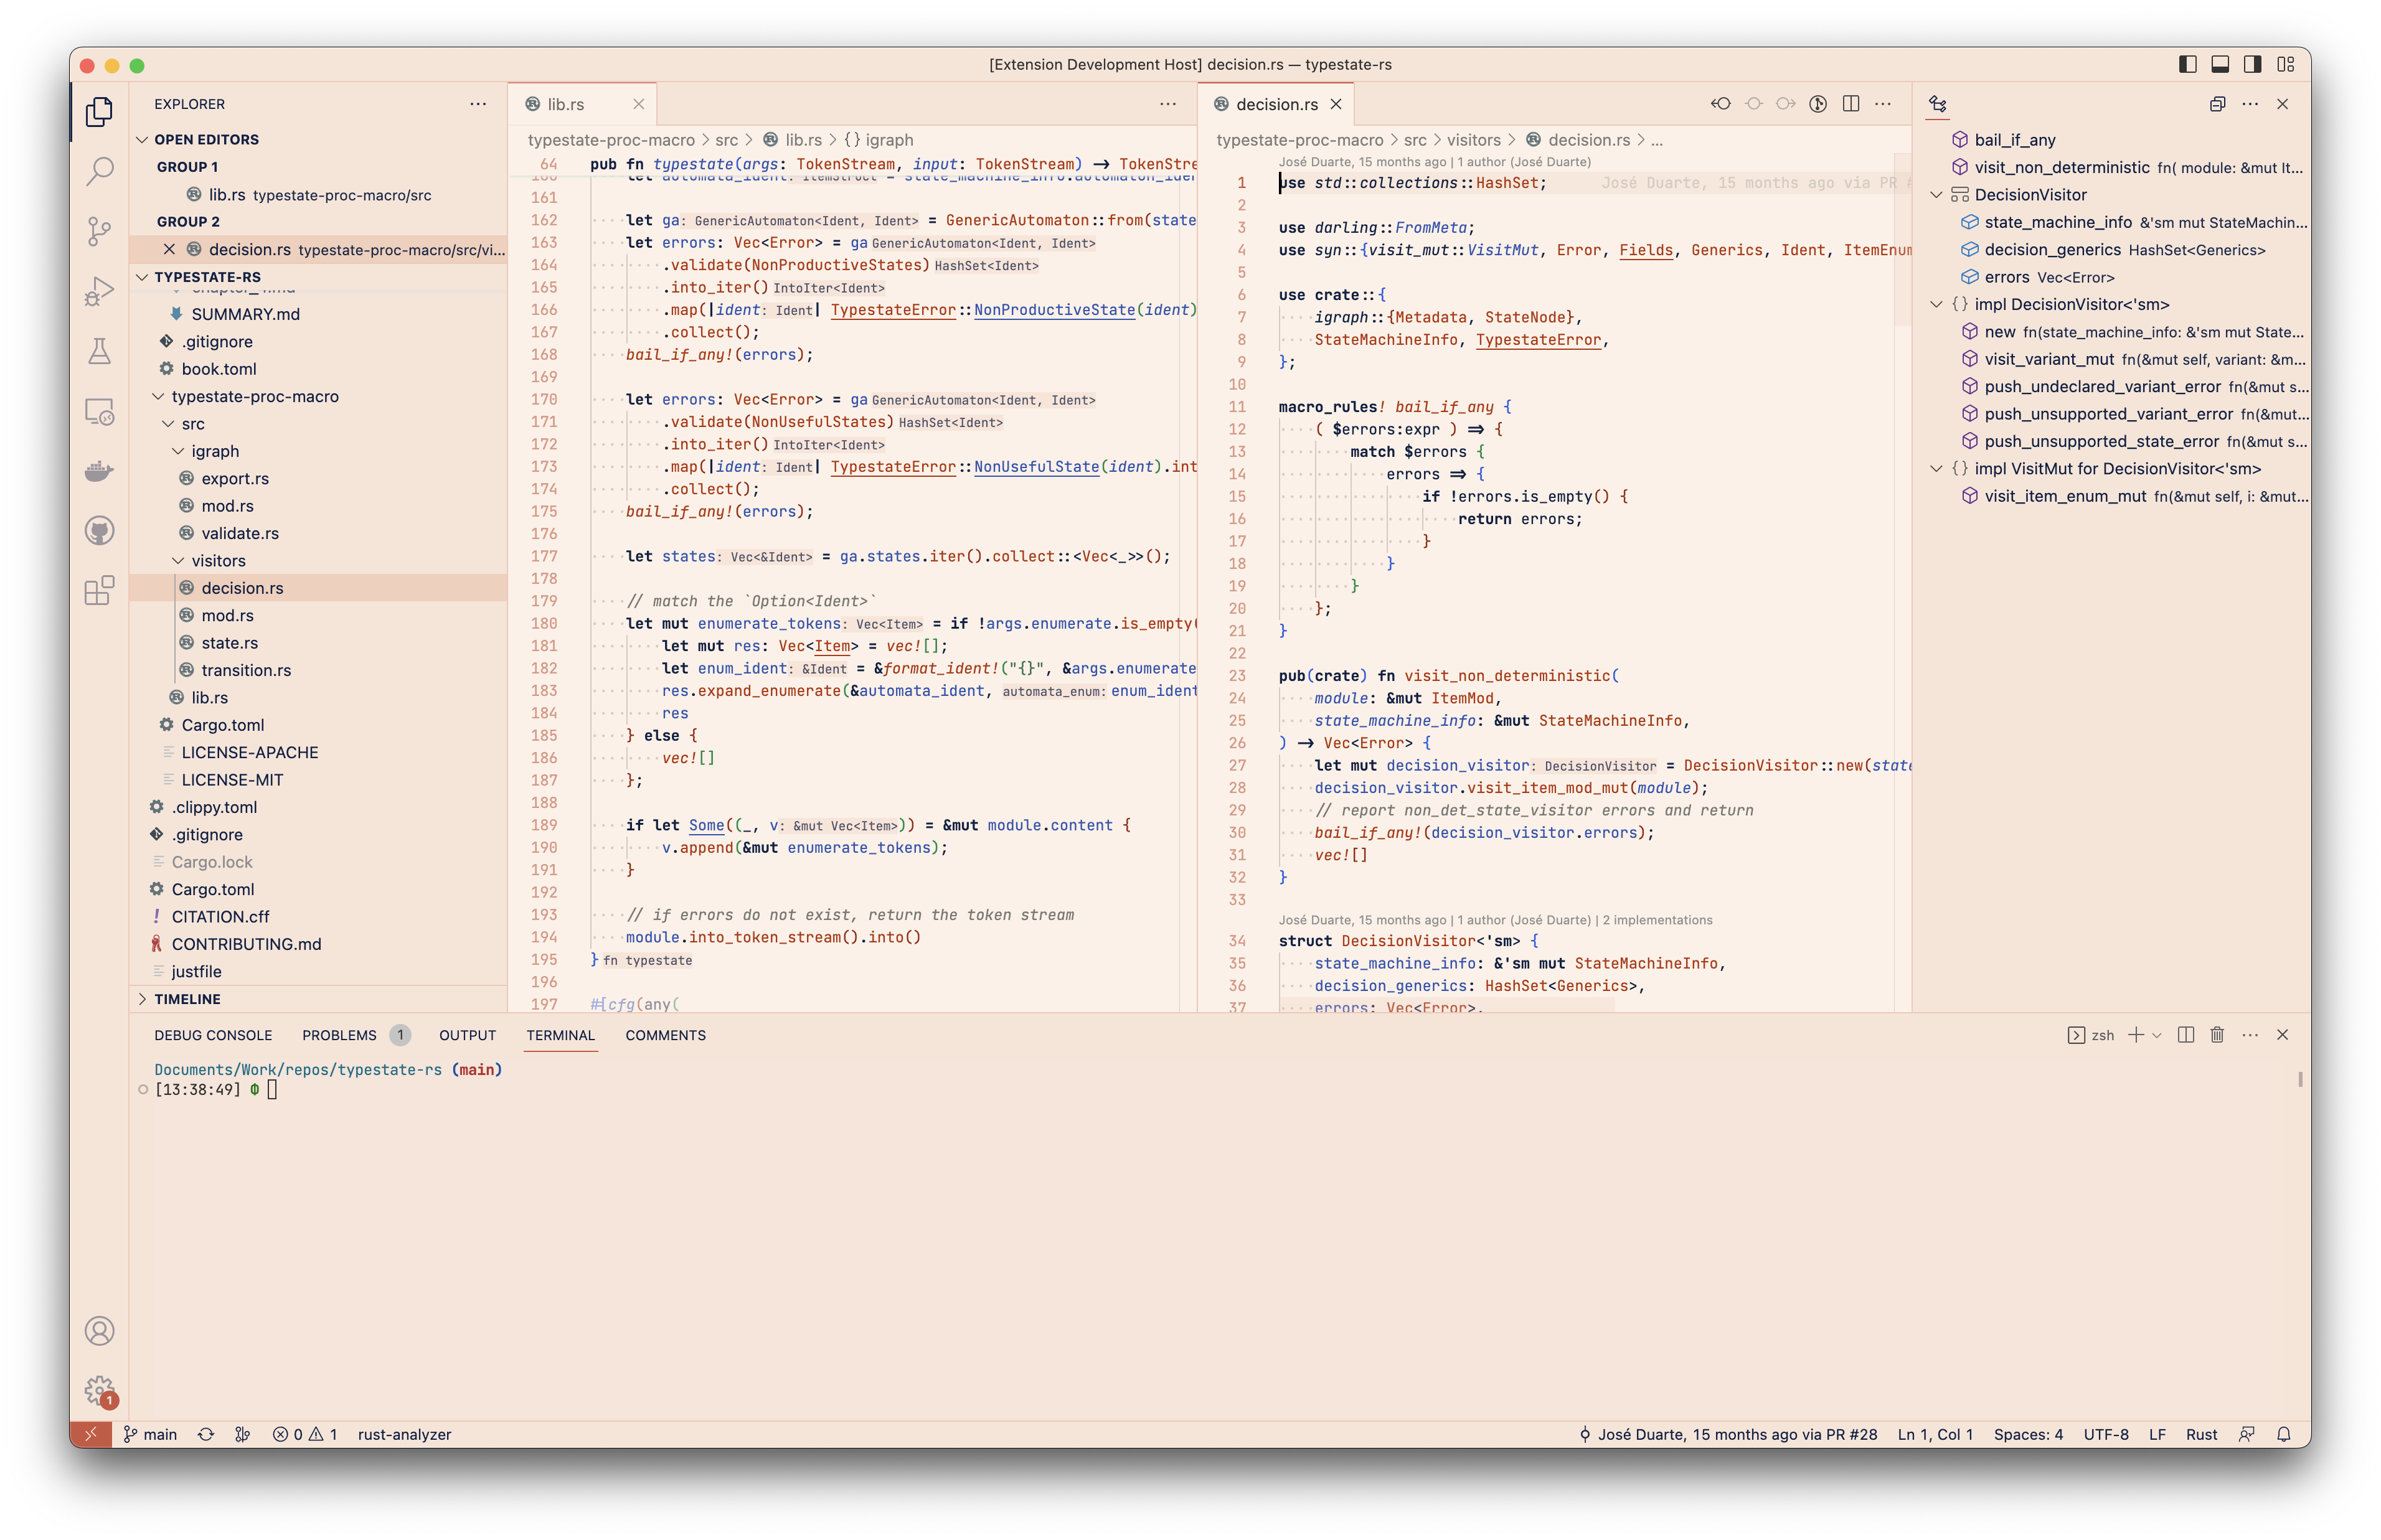 [Extension Development Host] decision.rs — typestate-rs
EXPLORER
OPEN EDITORS
GROUP 1
lib.rs typestate-proc-macro/src
GROUP 2
decision.rs typestate-proc-macro/src/vi...
TYPESTATE-RS
SUMMARY.md
.gitignore
book.toml
typestate-proc-macro
src
igraph
export.rs
mod.rs
validate.rs
visitors
decision.rs
mod.rs
state.rs
transition.rs
lib.rs
Cargo.toml
LICENSE-APACHE
LICENSE-MIT
.clippy.toml
.gitignore
Cargo.lock
Cargo.toml
! CITATION.cff
CONTRIBUTING.md
justfile
TIMELINE
lib.rs
typestate-proc-macro > src > lib.rs > {} igraph
64 pub fn typestate(args: TokenStream, input: TokenStream) → TokenStre
161
162 let ga: GenericAutomaton<Ident, Ident> = GenericAutomaton::from(state
163 let errors: Vec<Error> = ga GenericAutomaton<Ident, Ident>
164 .validate(NonProductiveStates) HashSet<Ident>
165 .into_iter() IntoIter<Ident>
166 .map(|ident: Ident| TypestateError::NonProductiveState(ident)
167 .collect();
168 bail_if_any!(errors);
169
170 let errors: Vec<Error> = ga GenericAutomaton<Ident, Ident>
171 .validate(NonUsefulStates) HashSet<Ident>
172 .into_iter() IntoIter<Ident>
173 .map(|ident: Ident| TypestateError::NonUsefulState(ident).int
174 .collect();
175 bail_if_any!(errors);
176
177 let states: Vec<&Ident> = ga.states.iter().collect::<Vec<_>>();
178
179 // match the `Option<Ident>`
180 let mut enumerate_tokens: Vec<Item> = if !args.enumerate.is_empty(
181 let mut res: Vec<Item> = vec![];
182 let enum_ident: &Ident = &format_ident!("{}", &args.enumerate
183 res.expand_enumerate(&automata_ident, automata_enum: enum_ident
184 res
185 } else {
186 vec![]
187 };
188
189 if let Some((_, v: &mut Vec<Item>)) = &mut module.content {
190 v.append(&mut enumerate_tokens);
191 }
192
193 // if errors do not exist, return the token stream
194 module.into_token_stream().into()
195 } fn typestate
196
197 #[cfg(any(
decision.rs
typestate-proc-macro > src > visitors > decision.rs > ...
José Duarte, 15 months ago | 1 author (José Duarte)
1 use std::collections::HashSet; José Duarte, 15 months ago via PR #
2
3 use darling::FromMeta;
4 use syn::{visit_mut::VisitMut, Error, Fields, Generics, Ident, ItemEnum
5
6 use crate::{
7 igraph::{Metadata, StateNode},
8 StateMachineInfo, TypestateError,
9 };
10
11 macro_rules! bail_if_any {
12 ( $errors:expr ) ⇒ {
13 match $errors {
14 errors ⇒ {
15 if !errors.is_empty() {
16 return errors;
17 }
18 }
19 }
20 };
21 }
22
23 pub(crate) fn visit_non_deterministic(
24 module: &mut ItemMod,
25 state_machine_info: &mut StateMachineInfo,
26 ) → Vec<Error> {
27 let mut decision_visitor: DecisionVisitor = DecisionVisitor::new(state
28 decision_visitor.visit_item_mod_mut(module);
29 // report non_det_state_visitor errors and return
30 bail_if_any!(decision_visitor.errors);
31 vec![]
32 }
33
José Duarte, 15 months ago | 1 author (José Duarte) | 2 implementations
34 struct DecisionVisitor<'sm> {
35 state_machine_info: &'sm mut StateMachineInfo,
36 decision_generics: HashSet<Generics>,
37 errors: Vec<Error>,
bail_if_any
visit_non_deterministic fn( module: &mut It...
DecisionVisitor
state_machine_info &'sm mut StateMachin...
decision_generics HashSet<Generics>
errors Vec<Error>
{} impl DecisionVisitor<'sm>
new fn(state_machine_info: &'sm mut State...
visit_variant_mut fn(&mut self, variant: &m...
push_undeclared_variant_error fn(&mut s...
push_unsupported_variant_error fn(&mut...
push_unsupported_state_error fn(&mut s...
{} impl VisitMut for DecisionVisitor<'sm>
visit_item_enum_mut fn(&mut self, i: &mut...
DEBUG CONSOLE PROBLEMS 1 OUTPUT TERMINAL COMMENTS
zsh
Documents/Work/repos/typestate-rs (main)
[13:38:49]
1
main 0 1 rust-analyzer José Duarte, 15 months ago via PR #28 Ln 1, Col 1 Spaces: 4 UTF-8 LF Rust